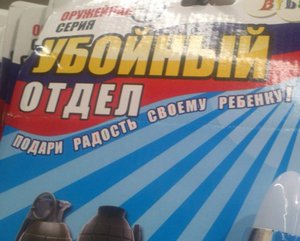 ОРУЖЕЙНАЯ
СЕРИЯ
УБОЙНЫЙ
ОТДЕЛ
ПОДАРИ РАДОСТЬ СВОЕМУ РЕБЕНКУ!